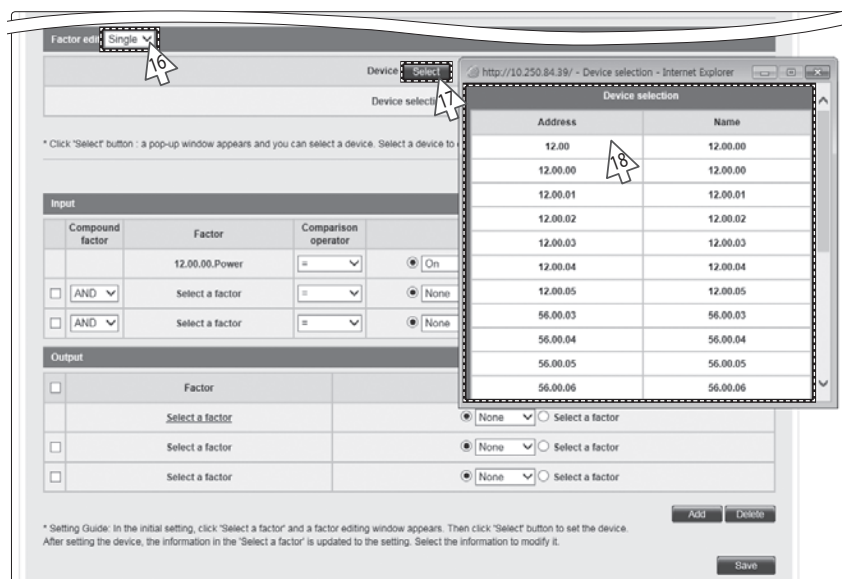 Factor edit Single
16
Device Select
17
Device selecti
* Click 'Select' button : a pop-up window appears and you can select a device. Select a device to
http://10.250.84.39/ - Device selection - Internet Explorer
Device selection
Address Name
12.00 12.00.00
18
12.00.00 12.00.00
12.00.01 12.00.01
12.00.02 12.00.02
12.00.03 12.00.03
12.00.04 12.00.04
12.00.05 12.00.05
56.00.03 56.00.03
56.00.04 56.00.04
56.00.05 56.00.05
56.00.06 56.00.06
Input
Compound factor Factor Comparison operator
12.00.00.Power = On
AND Select a factor = None
AND Select a factor = None
Output
Factor
Select a factor None Select a factor
Select a factor None Select a factor
Select a factor None Select a factor
Add Delete
* Setting Guide: In the initial setting, click 'Select a factor' and a factor editing window appears. Then click 'Select' button to set the device.
After setting the device, the information in the 'Select a factor' is updated to the setting. Select the information to modify it.
Save